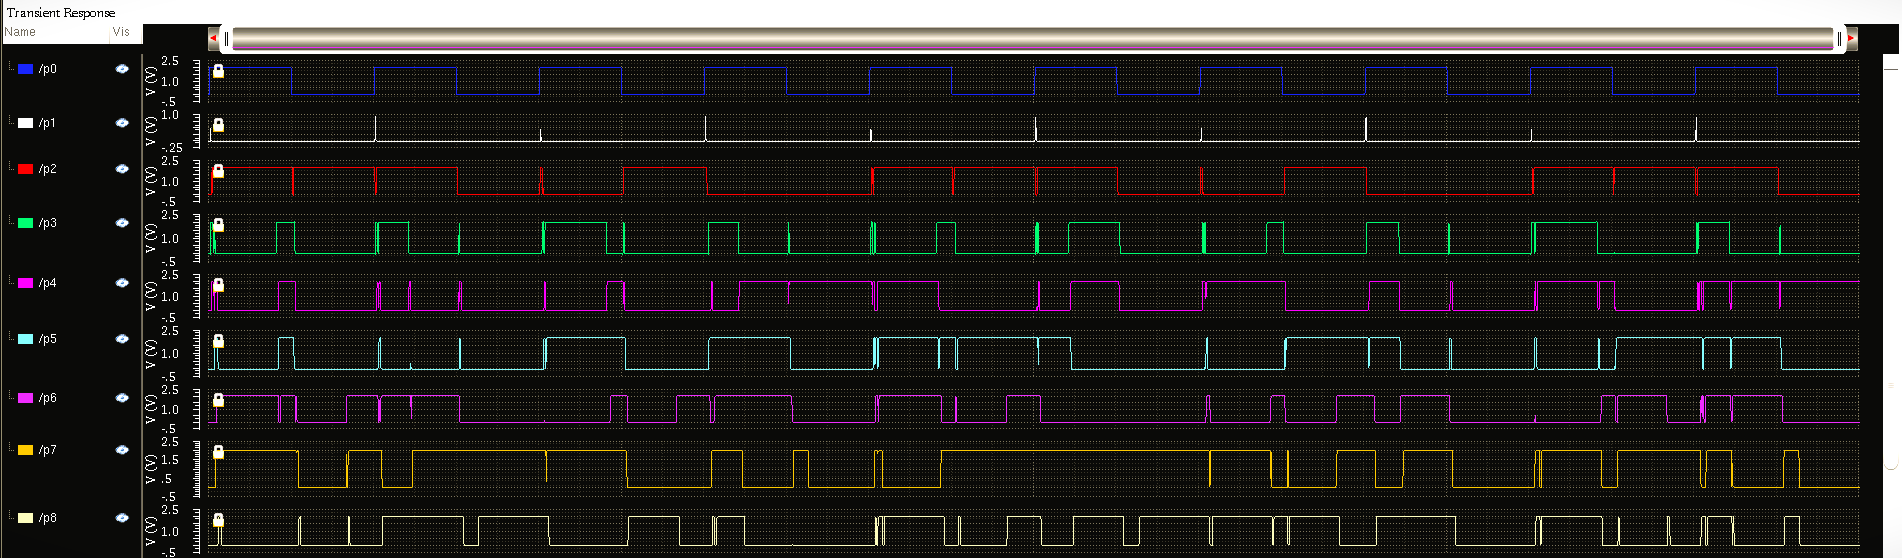 Transient Response
Name Vis
/p0
2.5
1.0
-.5
V (V)
/p1
1.0
-.25
V (V)
/p2
2.5
1.0
-.5
V (V)
/p3
2.5
1.0
-.5
V (V)
/p4
2.5
1.0
-.5
V (V)
/p5
2.5
1.0
-.5
V (V)
/p6
2.5
1.0
-.5
V (V)
/p7
2.5
1.5
.5
-.5
V (V)
/p8
2.5
1.0
-.5
V (V)